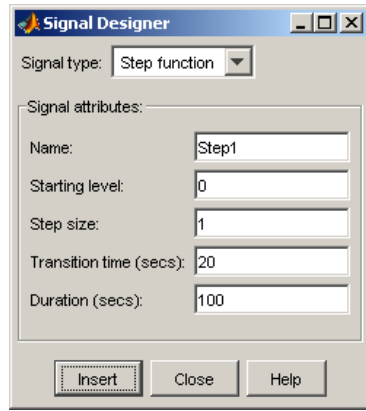 Signal Designer
Signal type: Step function
Signal attributes:
Name: Step1
Starting level: 0
Step size: 1
Transition time (secs): 20
Duration (secs): 100
Insert Close Help